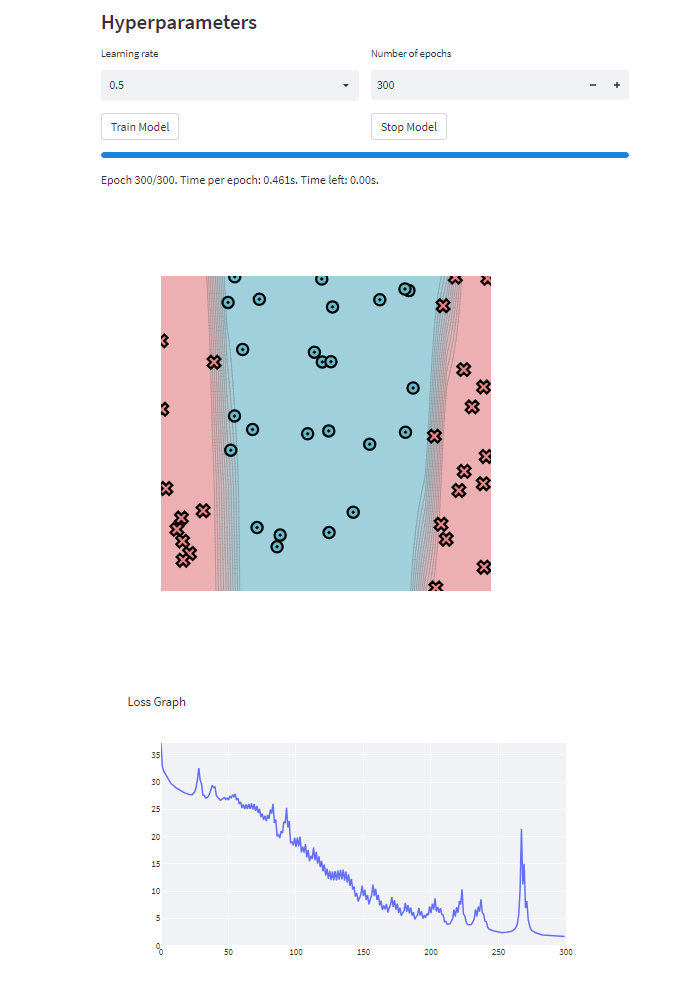 Hyperparameters
Learning rate
Number of epochs
0.5
300
Train Model
Stop Model
Epoch 300/300. Time per epoch: 0.461s. Time left: 0.00s.
Loss Graph
35
30
25
20
15
10
5
0
0 50 100 150 200 250 300